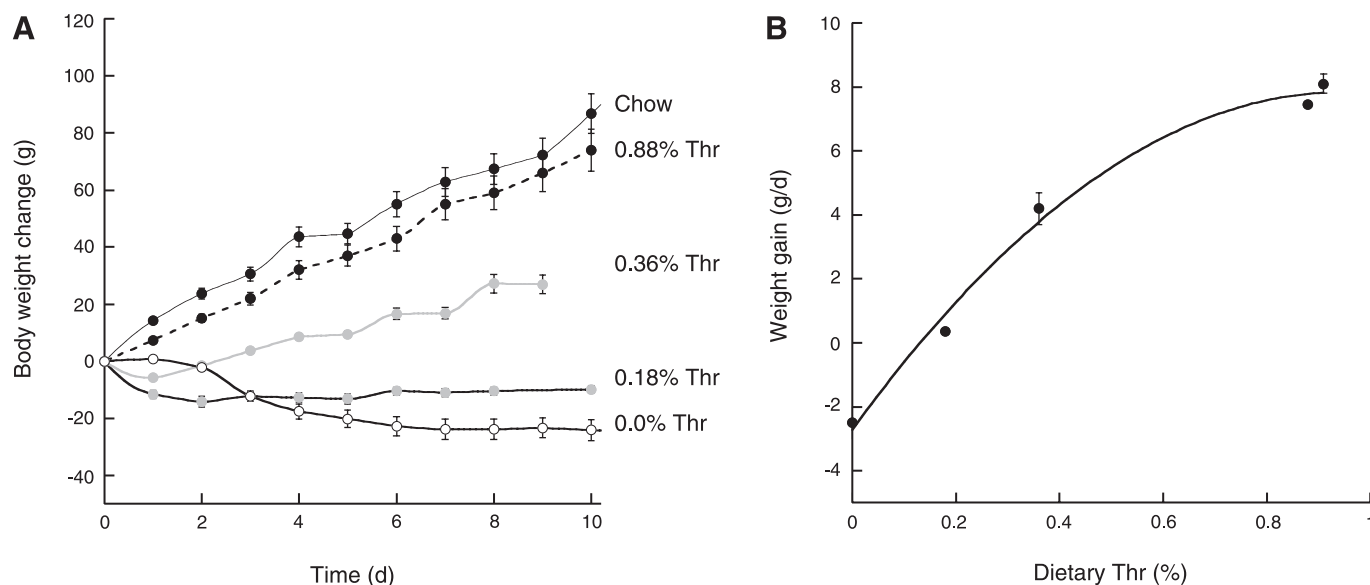 A
120
100
80
60
40
20
0
-20
-40
Body weight change (g)
0
2
4
6
8
10
Time (d)
Chow
0.88% Thr
0.36% Thr
0.18% Thr
0.0% Thr
B
10
8
6
4
2
0
-2
-4
Weight gain (g/d)
0
0.2
0.4
0.6
0.8
1
Dietary Thr (%)